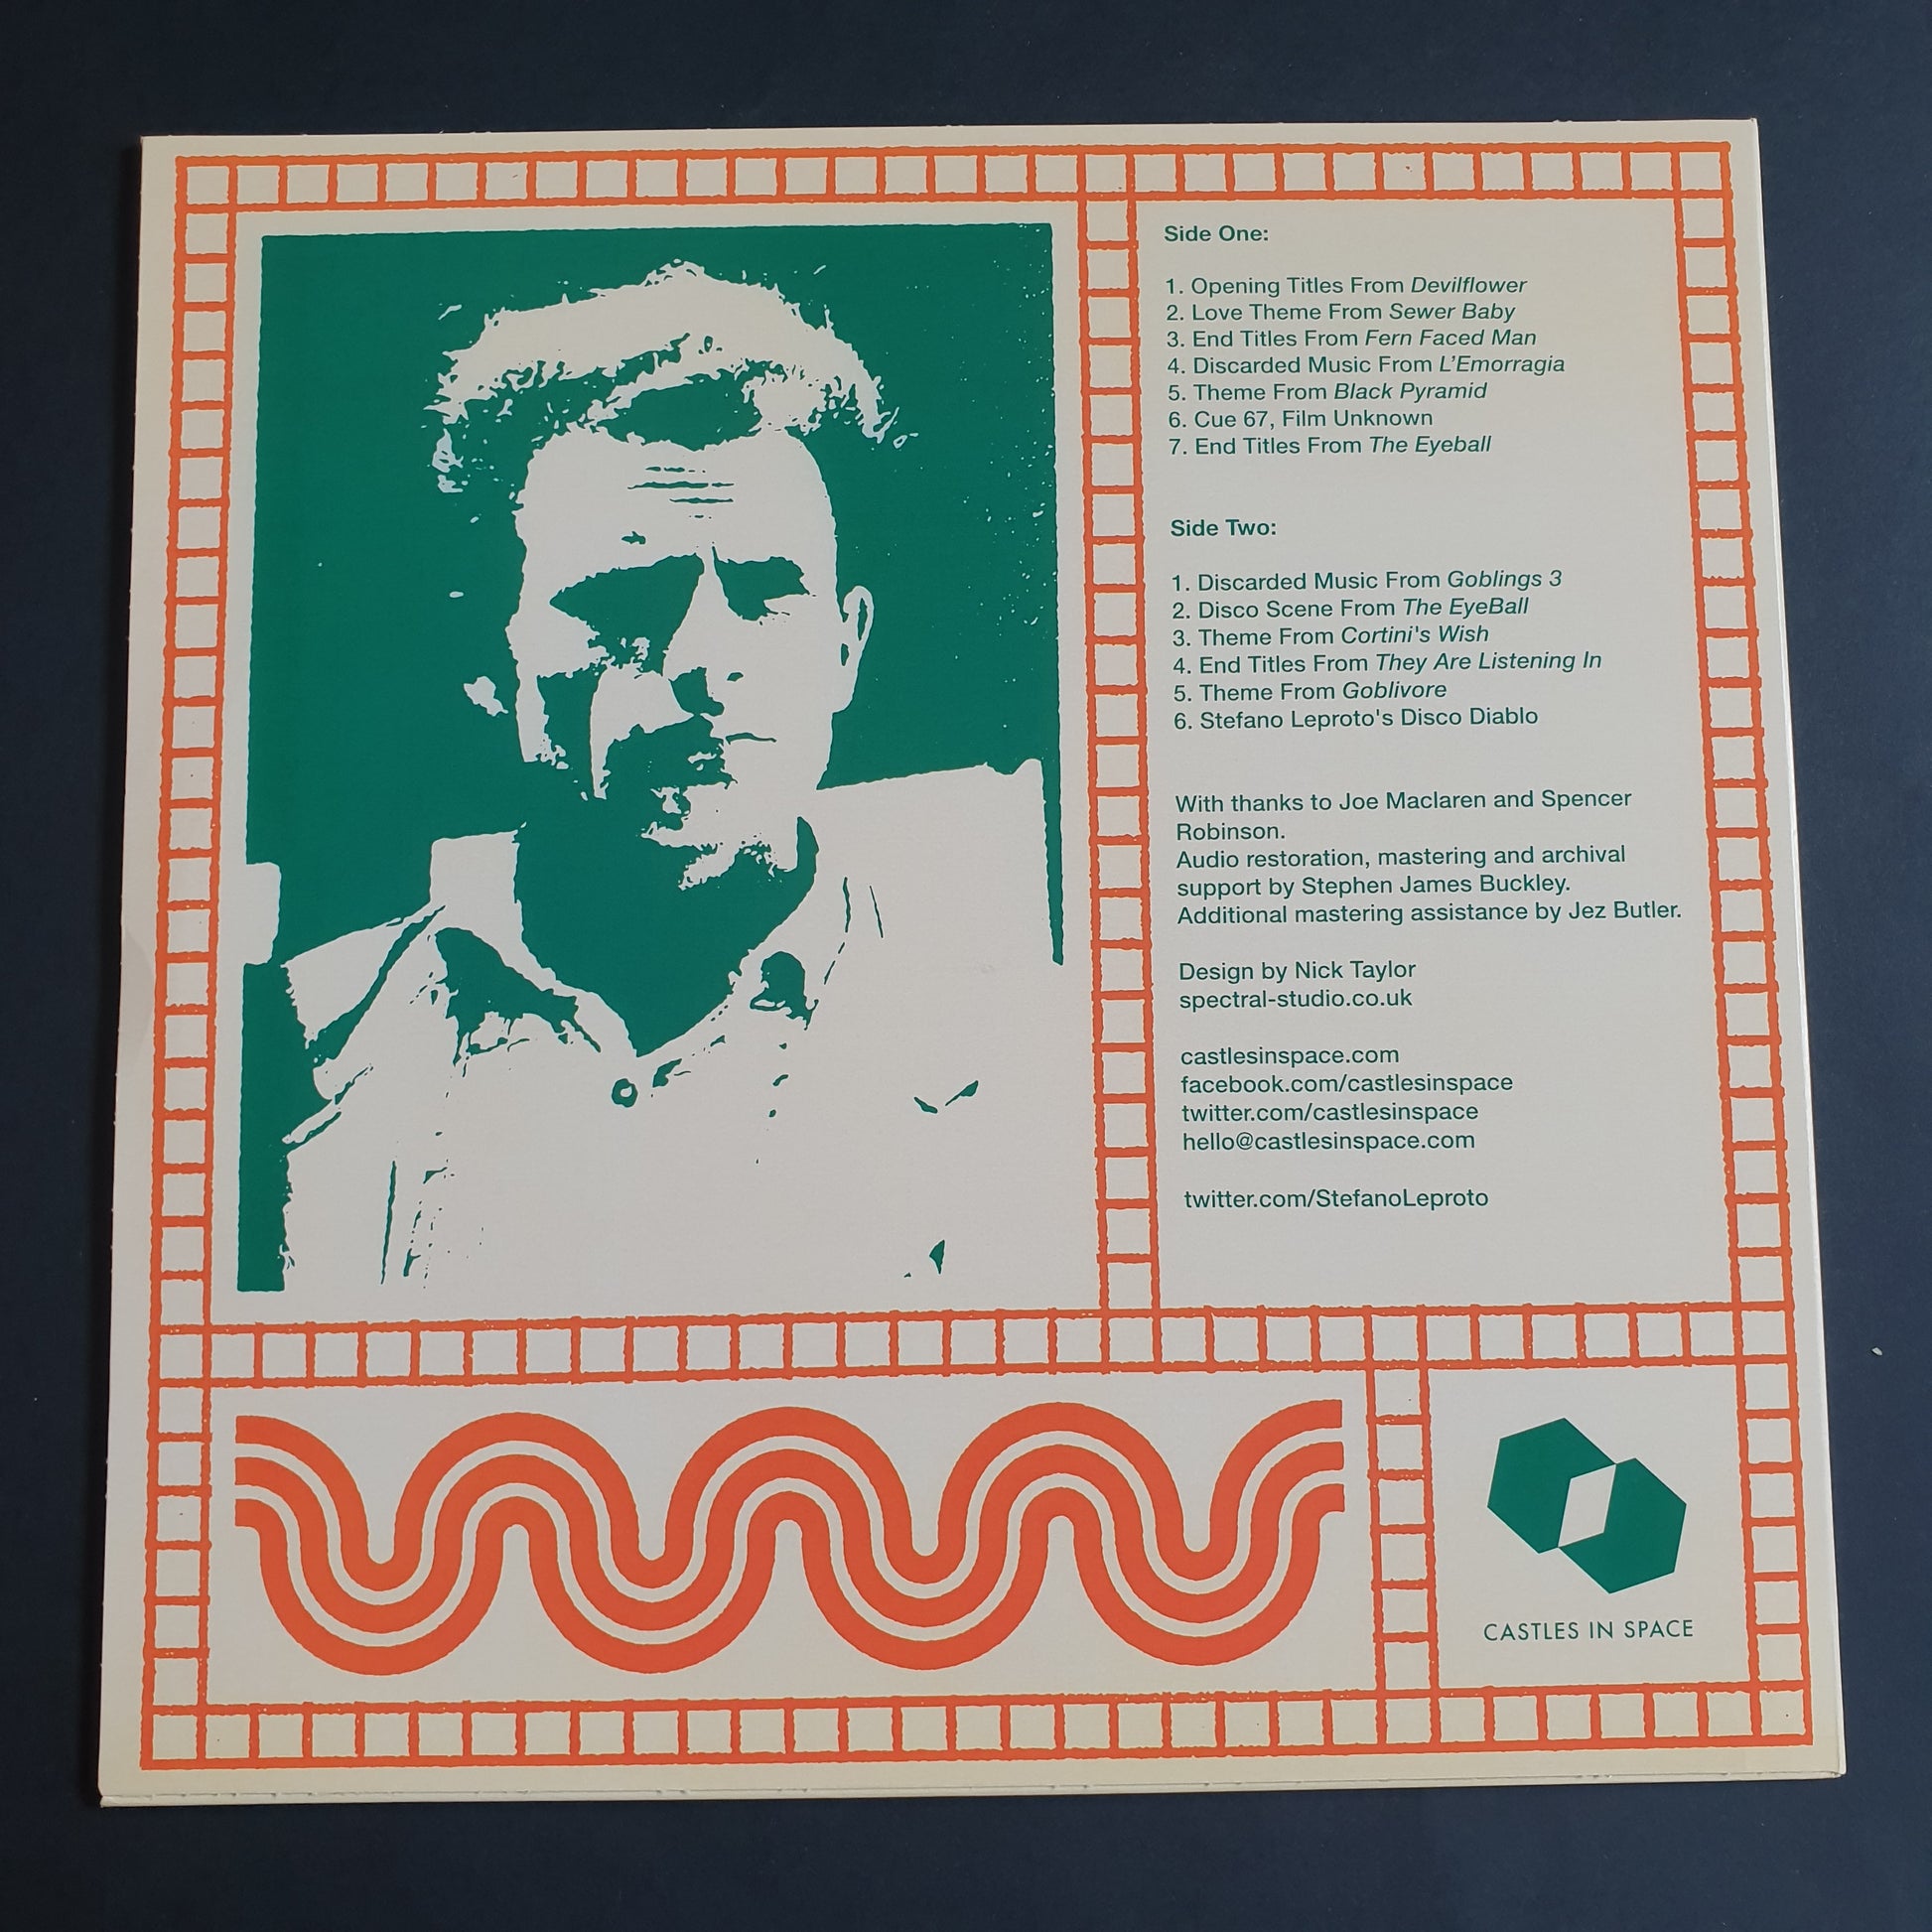 Side One:
1. Opening Titles From Devilflower
2. Love Theme From Sewer Baby
3. End Titles From Fern Faced Man
4. Discarded Music From L’Emorragia
5. Theme From Black Pyramid
6. Cue 67, Film Unknown
7. End Titles From The Eyeball
Side Two:
1. Discarded Music From Goblings 3
2. Disco Scene From The EyeBall
3. Theme From Cortini's Wish
4. End Titles From They Are Listening In
5. Theme From Goblivore
6. Stefano Leproto's Disco Diablo
With thanks to Joe Maclaren and Spencer
Robinson.
Audio restoration, mastering and archival
support by Stephen James Buckley.
Additional mastering assistance by Jez Butler.
Design by Nick Taylor
spectral-studio.co.uk
castlesinspace.com
facebook.com/castlesinspace
twitter.com/castlesinspace
hello@castlesinspace.com
twitter.com/StefanoLeproto
CASTLES IN SPACE